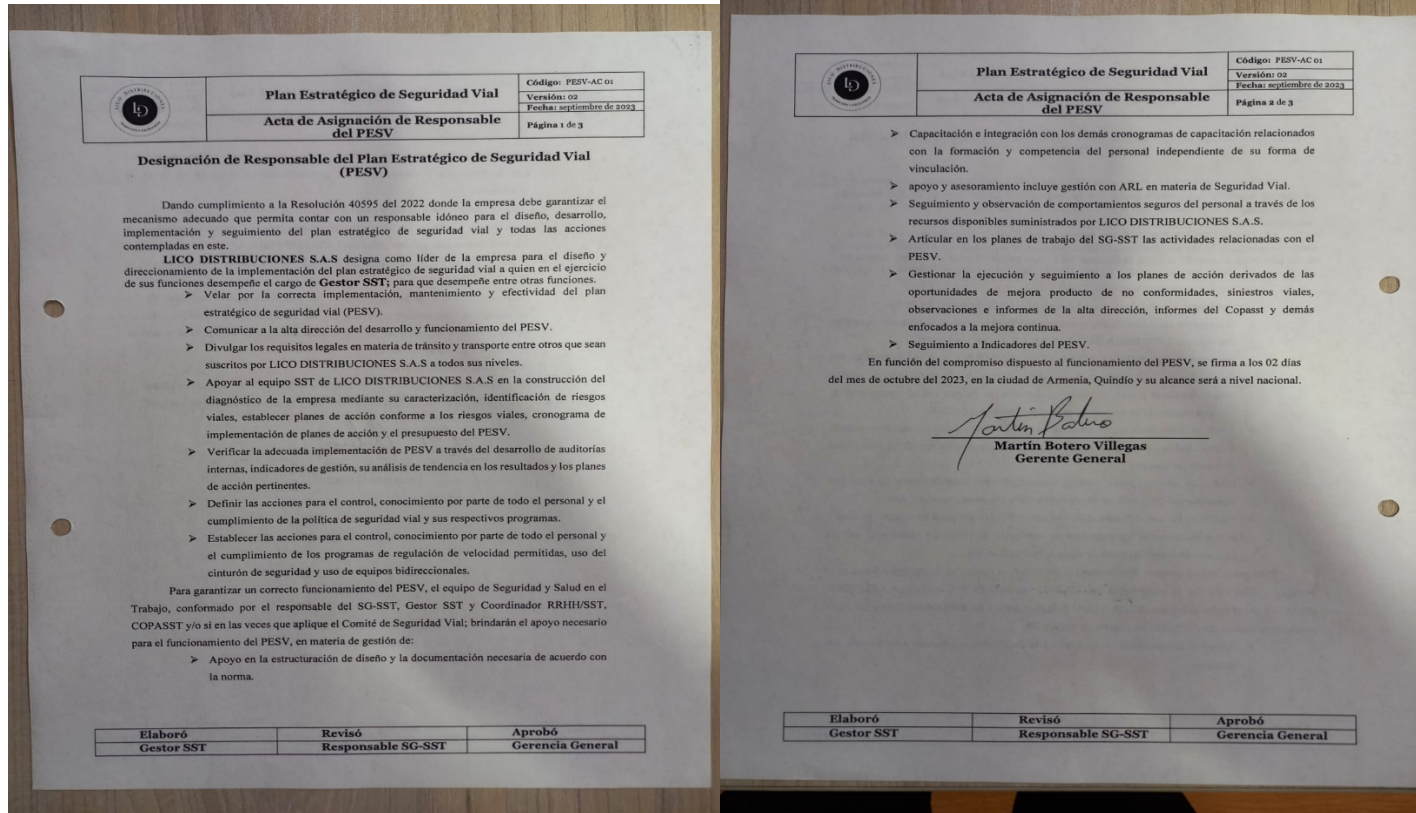 LICO DISTRIBUCIONES
LD
Plan Estratégico de Seguridad Vial
Código: PESV-AC 01
Versión: 02
Fecha: septiembre de 2023
Acta de Asignación de Responsable
del PESV
Página 1 de 3
Designación de Responsable del Plan Estratégico de Seguridad Vial
(PESV)
Dando cumplimiento a la Resolución 40595 del 2022 donde la empresa debe garantizar el
mecanismo adecuado que permita contar con un responsable idóneo para el diseño, desarrollo,
implementación y seguimiento del plan estratégico de seguridad vial y todas las acciones
contempladas en este.
LICO DISTRIBUCIONES S.A.S designa como líder de la empresa para el diseño y
direccionamiento de la implementación del plan estratégico de seguridad vial a quien en el ejercicio
de sus funciones desempeñe el cargo de Gestor SST; para que desempeñe entre otras funciones.
➢ Velar por la correcta implementación, mantenimiento y efectividad del plan
estratégico de seguridad vial (PESV).
➢ Comunicar a la alta dirección del desarrollo y funcionamiento del PESV.
➢ Divulgar los requisitos legales en materia de tránsito y transporte entre otros que sean
suscritos por LICO DISTRIBUCIONES S.A.S a todos sus niveles.
➢ Apoyar al equipo SST de LICO DISTRIBUCIONES S.A.S en la construcción del
diagnóstico de la empresa mediante su caracterización, identificación de riesgos
viales, establecer planes de acción conforme a los riesgos viales, cronograma de
implementación de planes de acción y el presupuesto del PESV.
➢ Verificar la adecuada implementación de PESV a través del desarrollo de auditorías
internas, indicadores de gestión, su análisis de tendencia en los resultados y los planes
de acción pertinentes.
➢ Definir las acciones para el control, conocimiento por parte de todo el personal y el
cumplimiento de la política de seguridad vial y sus respectivos programas.
➢ Establecer las acciones para el control, conocimiento por parte de todo el personal y
el cumplimiento de los programas de regulación de velocidad permitidas, uso del
cinturón de seguridad y uso de equipos bidireccionales.
Para garantizar un correcto funcionamiento del PESV, el equipo de Seguridad y Salud en el
Trabajo, conformado por el responsable del SG-SST, Gestor SST y Coordinador RRHH/SST,
COPASST y/o si en las veces que aplique el Comité de Seguridad Vial; brindarán el apoyo necesario
para el funcionamiento del PESV, en materia de gestión de:
➢ Apoyo en la estructuración de diseño y la documentación necesaria de acuerdo con
la norma.
Elaboró Revisó Aprobó
Gestor SST Responsable SG-SST Gerencia General
LICO DISTRIBUCIONES
LD
Plan Estratégico de Seguridad Vial
Código: PESV-AC 01
Versión: 02
Fecha: septiembre de 2023
Acta de Asignación de Responsable
del PESV
Página 2 de 3
➢ Capacitación e integración con los demás cronogramas de capacitación relacionados
con la formación y competencia del personal independiente de su forma de
vinculación.
➢ apoyo y asesoramiento incluye gestión con ARL en materia de Seguridad Vial.
➢ Seguimiento y observación de comportamientos seguros del personal a través de los
recursos disponibles suministrados por LICO DISTRIBUCIONES S.A.S.
➢ Articular en los planes de trabajo del SG-SST las actividades relacionadas con el
PESV.
➢ Gestionar la ejecución y seguimiento a los planes de acción derivados de las
oportunidades de mejora producto de no conformidades, siniestros viales,
observaciones e informes de la alta dirección, informes del Copasst y demás
enfocados a la mejora continua.
➢ Seguimiento a Indicadores del PESV.
En función del compromiso dispuesto al funcionamiento del PESV, se firma a los 02 días
del mes de octubre del 2023, en la ciudad de Armenia, Quindío y su alcance será a nivel nacional.
Martin Botero
Martín Botero Villegas
Gerente General
Elaboró Revisó Aprobó
Gestor SST Responsable SG-SST Gerencia General